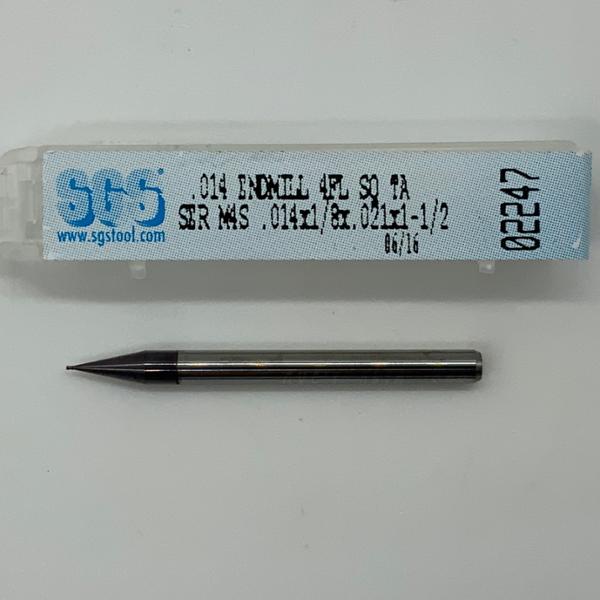 SGS
www.sgstool.com
.014 ENDMILL 4FL SQ TA
SER M4S .014x1/8x.021x1-1/2
06/16
02247